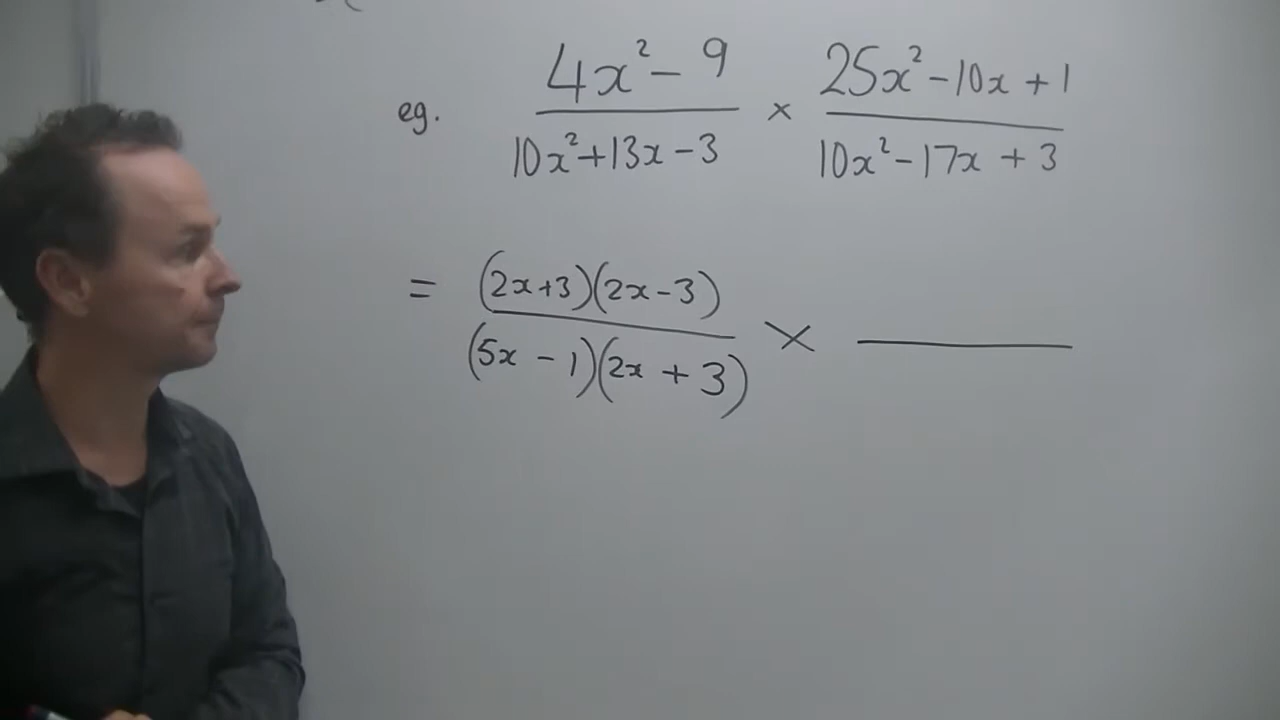 eg. 4x² - 9 / 10x² + 13x - 3 × 25x² - 10x + 1 / 10x² - 17x + 3
= (2x+3)(2x-3) / (5x - 1)(2x + 3) ×